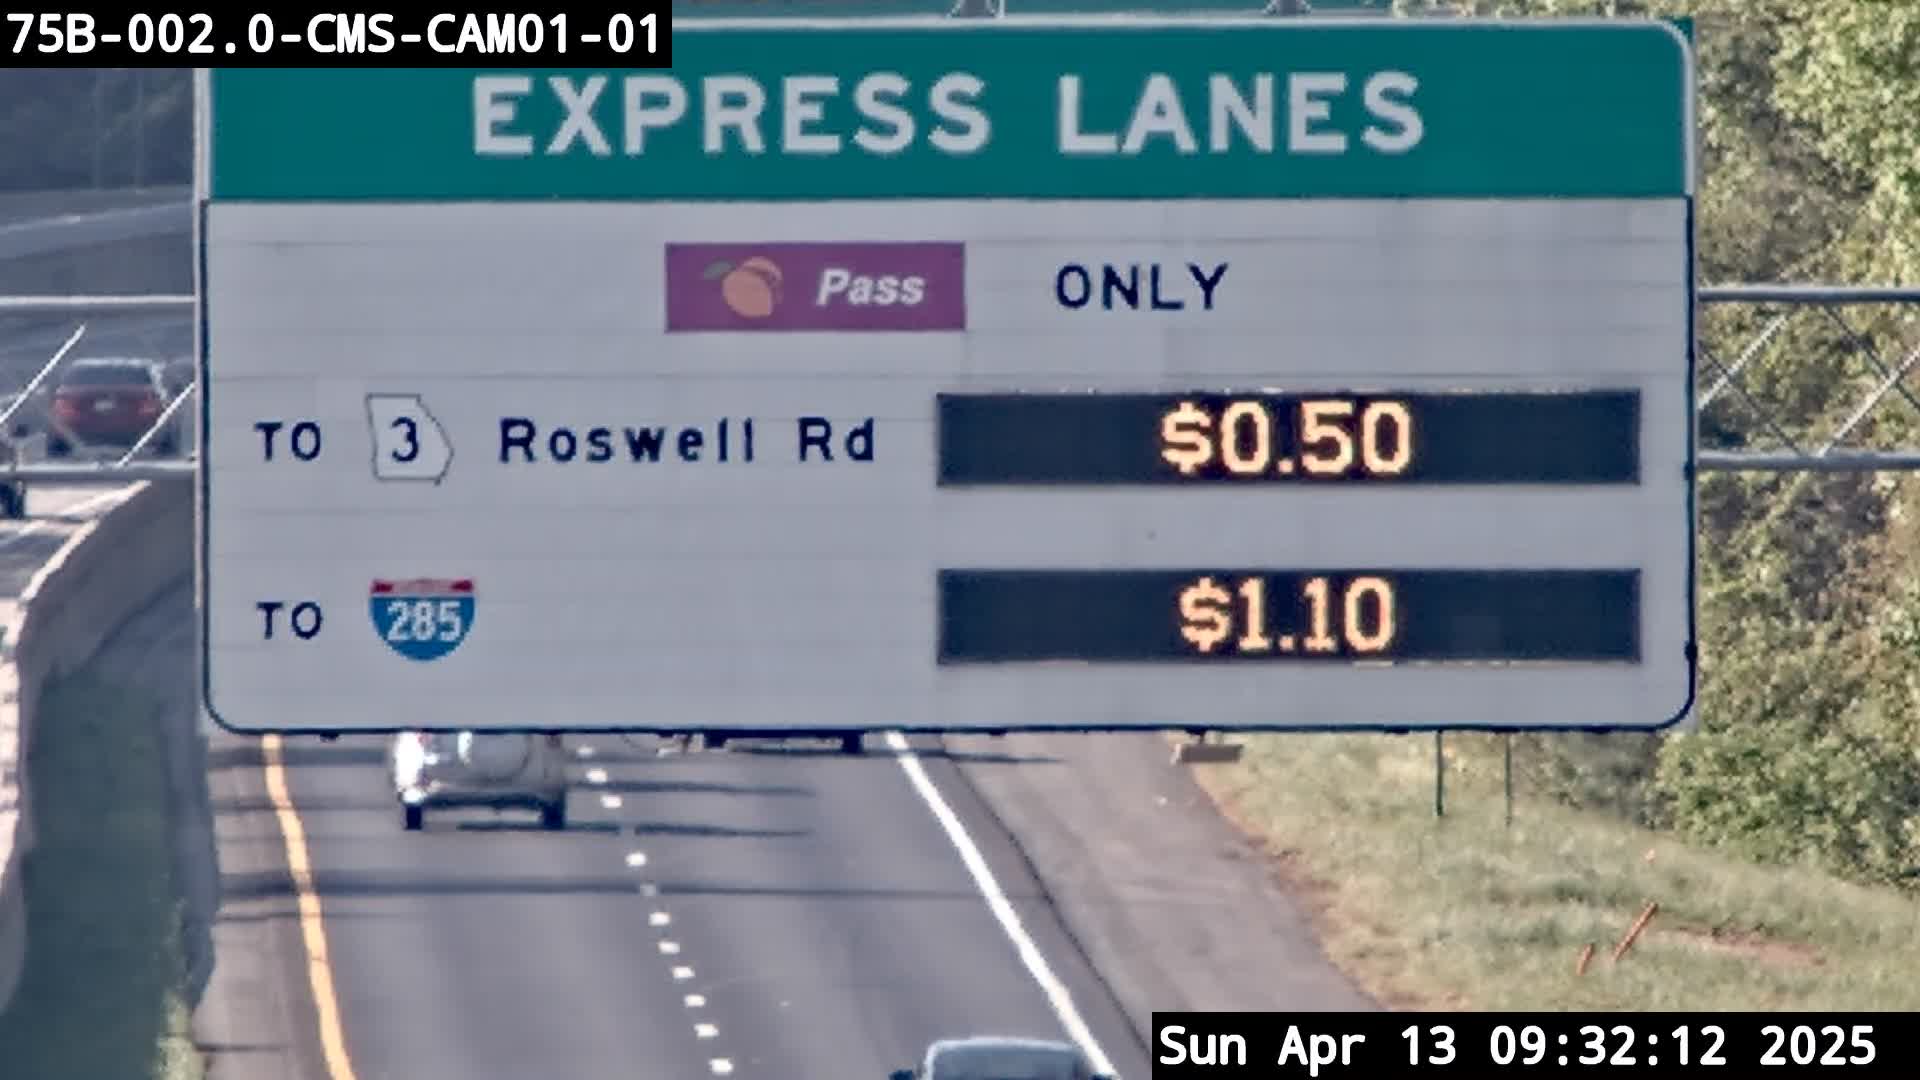 75B-002.0-CMS-CAM01-01
EXPRESS LANES
Pass ONLY
TO 3 Roswell Rd $0.50
TO 285 $1.10
Sun Apr 13 09:32:12 2025